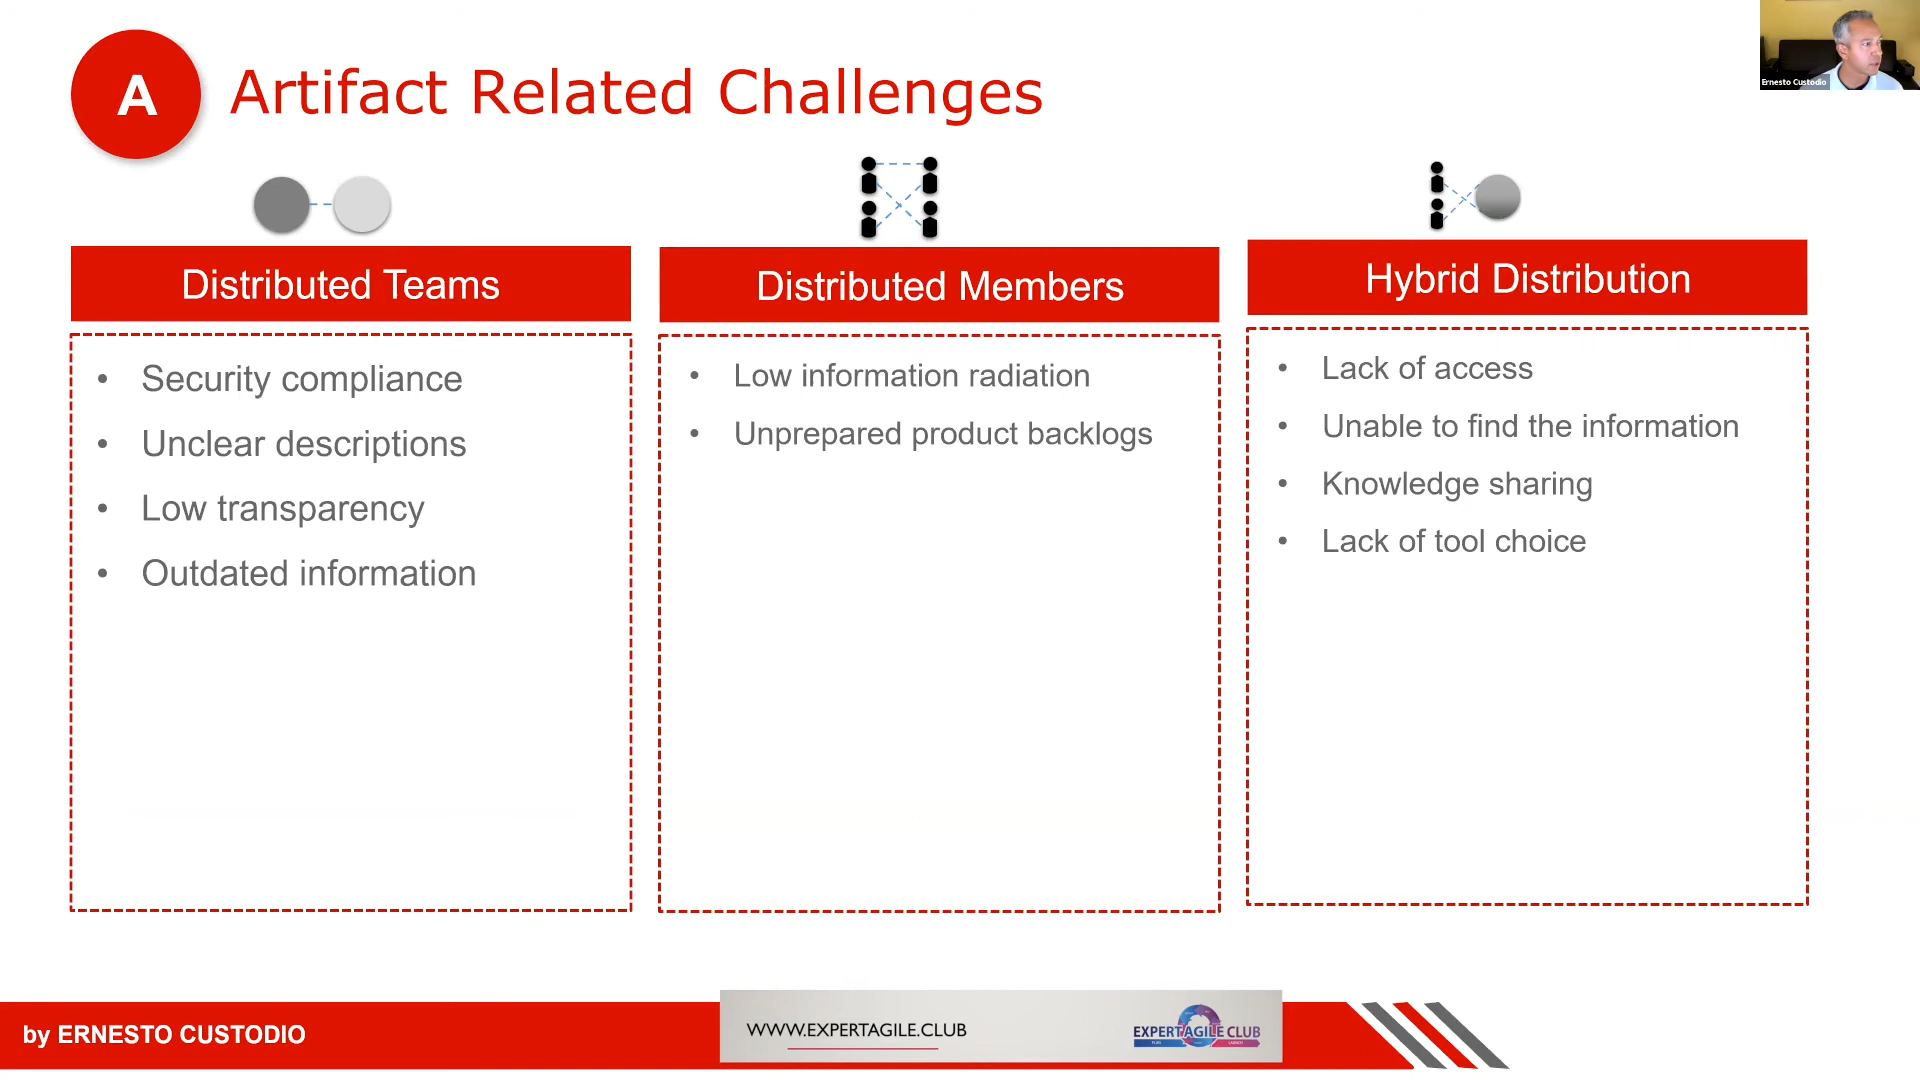 A
Artifact Related Challenges
Ernesto Custodio
Distributed Teams
• Security compliance
• Unclear descriptions
• Low transparency
• Outdated information
Distributed Members
• Low information radiation
• Unprepared product backlogs
Hybrid Distribution
• Lack of access
• Unable to find the information
• Knowledge sharing
• Lack of tool choice
by ERNESTO CUSTODIO
WWW.EXPERTAGILE.CLUB
EXPERT AGILE CLUB